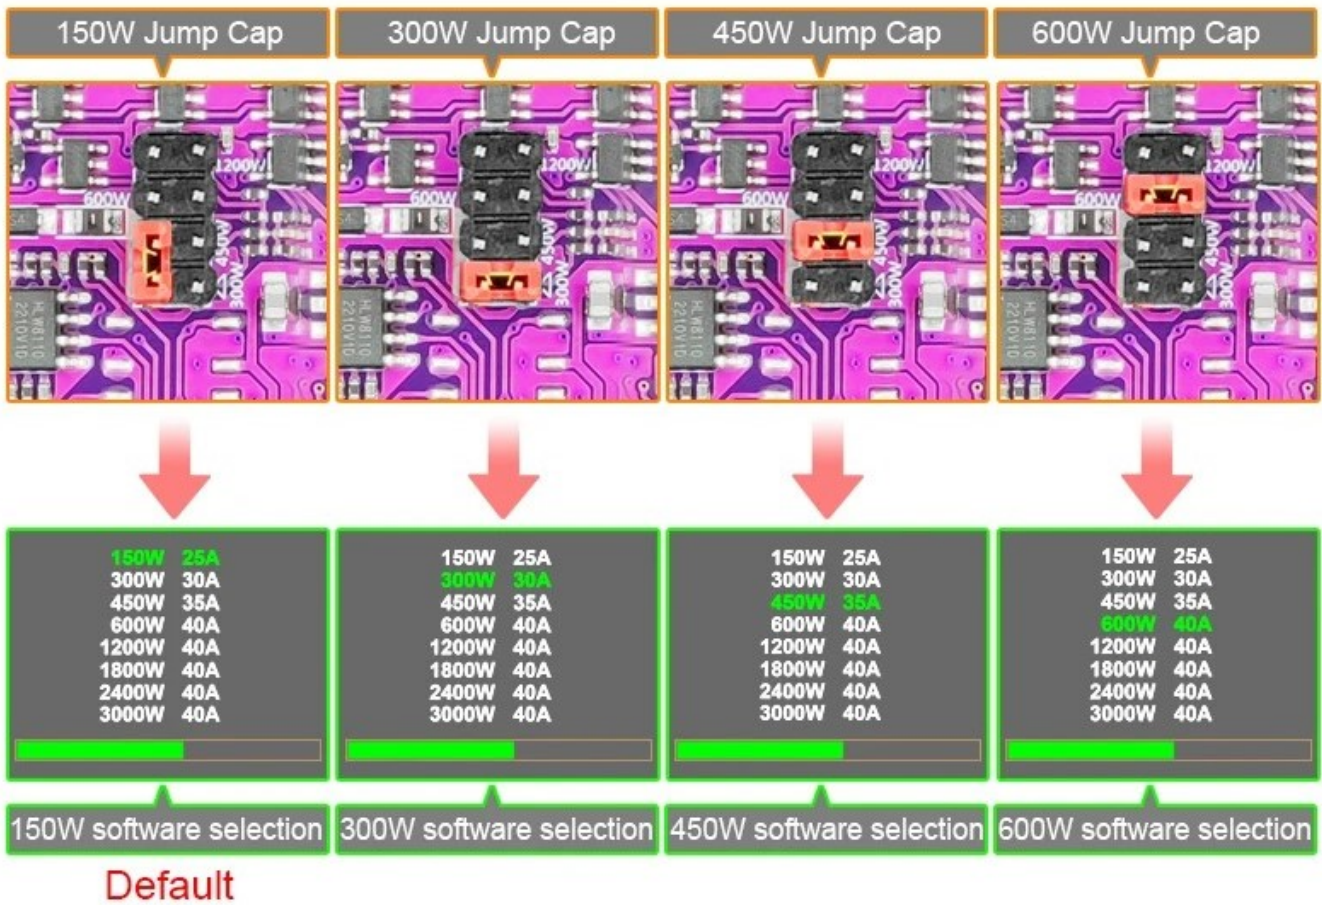 150W Jump Cap
300W Jump Cap
450W Jump Cap
600W Jump Cap
1200W
600W
450W
300W
HLW8110
2210V1D
1200W
600W
450W
300W
HLW8110
2210V1D
1200W
600W
450W
300W
HLW8110
2210V1D
1200W
600W
450W
300W
HLW8110
2210V1D
150W 25A
300W 30A
450W 35A
600W 40A
1200W 40A
1800W 40A
2400W 40A
3000W 40A
150W 25A
300W 30A
450W 35A
600W 40A
1200W 40A
1800W 40A
2400W 40A
3000W 40A
150W 25A
300W 30A
450W 35A
600W 40A
1200W 40A
1800W 40A
2400W 40A
3000W 40A
150W 25A
300W 30A
450W 35A
600W 40A
1200W 40A
1800W 40A
2400W 40A
3000W 40A
150W software selection
300W software selection
450W software selection
600W software selection
Default